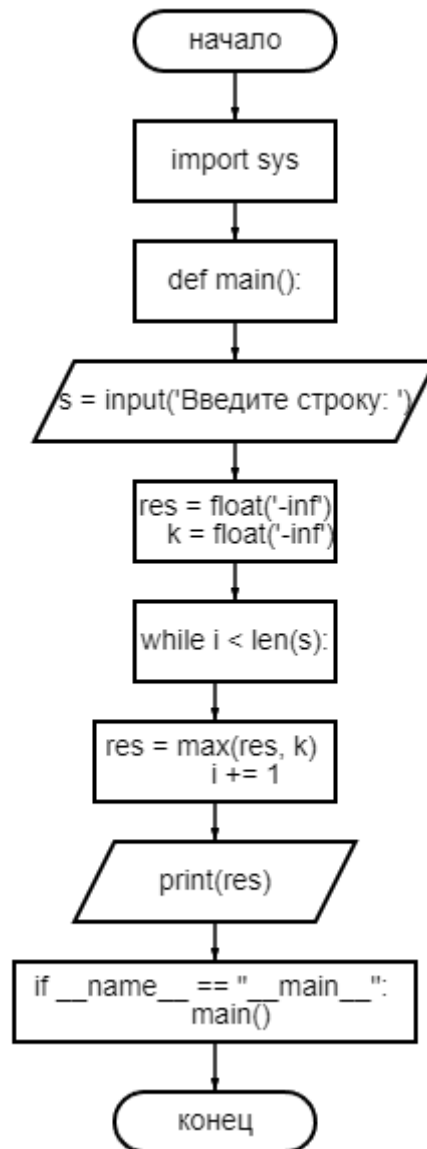 начало
import sys
def main():
s = input('Введите строку: ')
res = float('-inf')
k = float('-inf')
while i < len(s):
res = max(res, k)
i += 1
print(res)
if __name__ == "__main__":
main()
конец